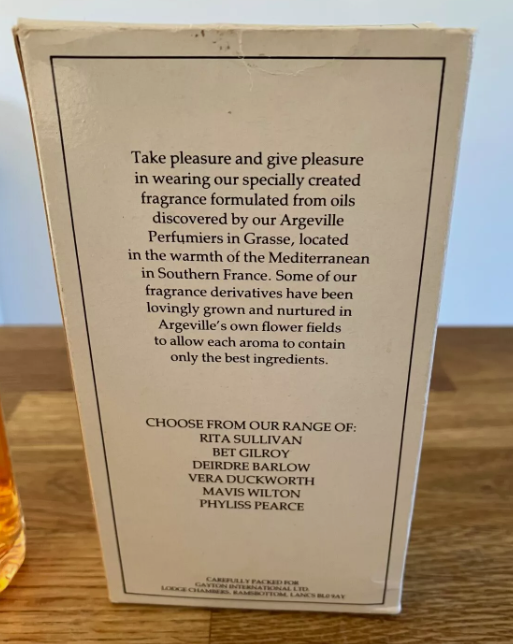 Take pleasure and give pleasure
in wearing our specially created
fragrance formulated from oils
discovered by our Argeville
Perfumiers in Grasse, located
in the warmth of the Mediterranean
in Southern France. Some of our
fragrance derivatives have been
lovingly grown and nurtured in
Argeville's own flower fields
to allow each aroma to contain
only the best ingredients.
CHOOSE FROM OUR RANGE OF:
RITA SULLIVAN
BET GILROY
DEIRDRE BARLOW
VERA DUCKWORTH
MAVIS WILTON
PHYLISS PEARCE
CAREFULLY PACKED FOR
GAYTON INTERNATIONAL LTD.
LODGE CHAMBERS, RAMSBOTTOM, LANCS